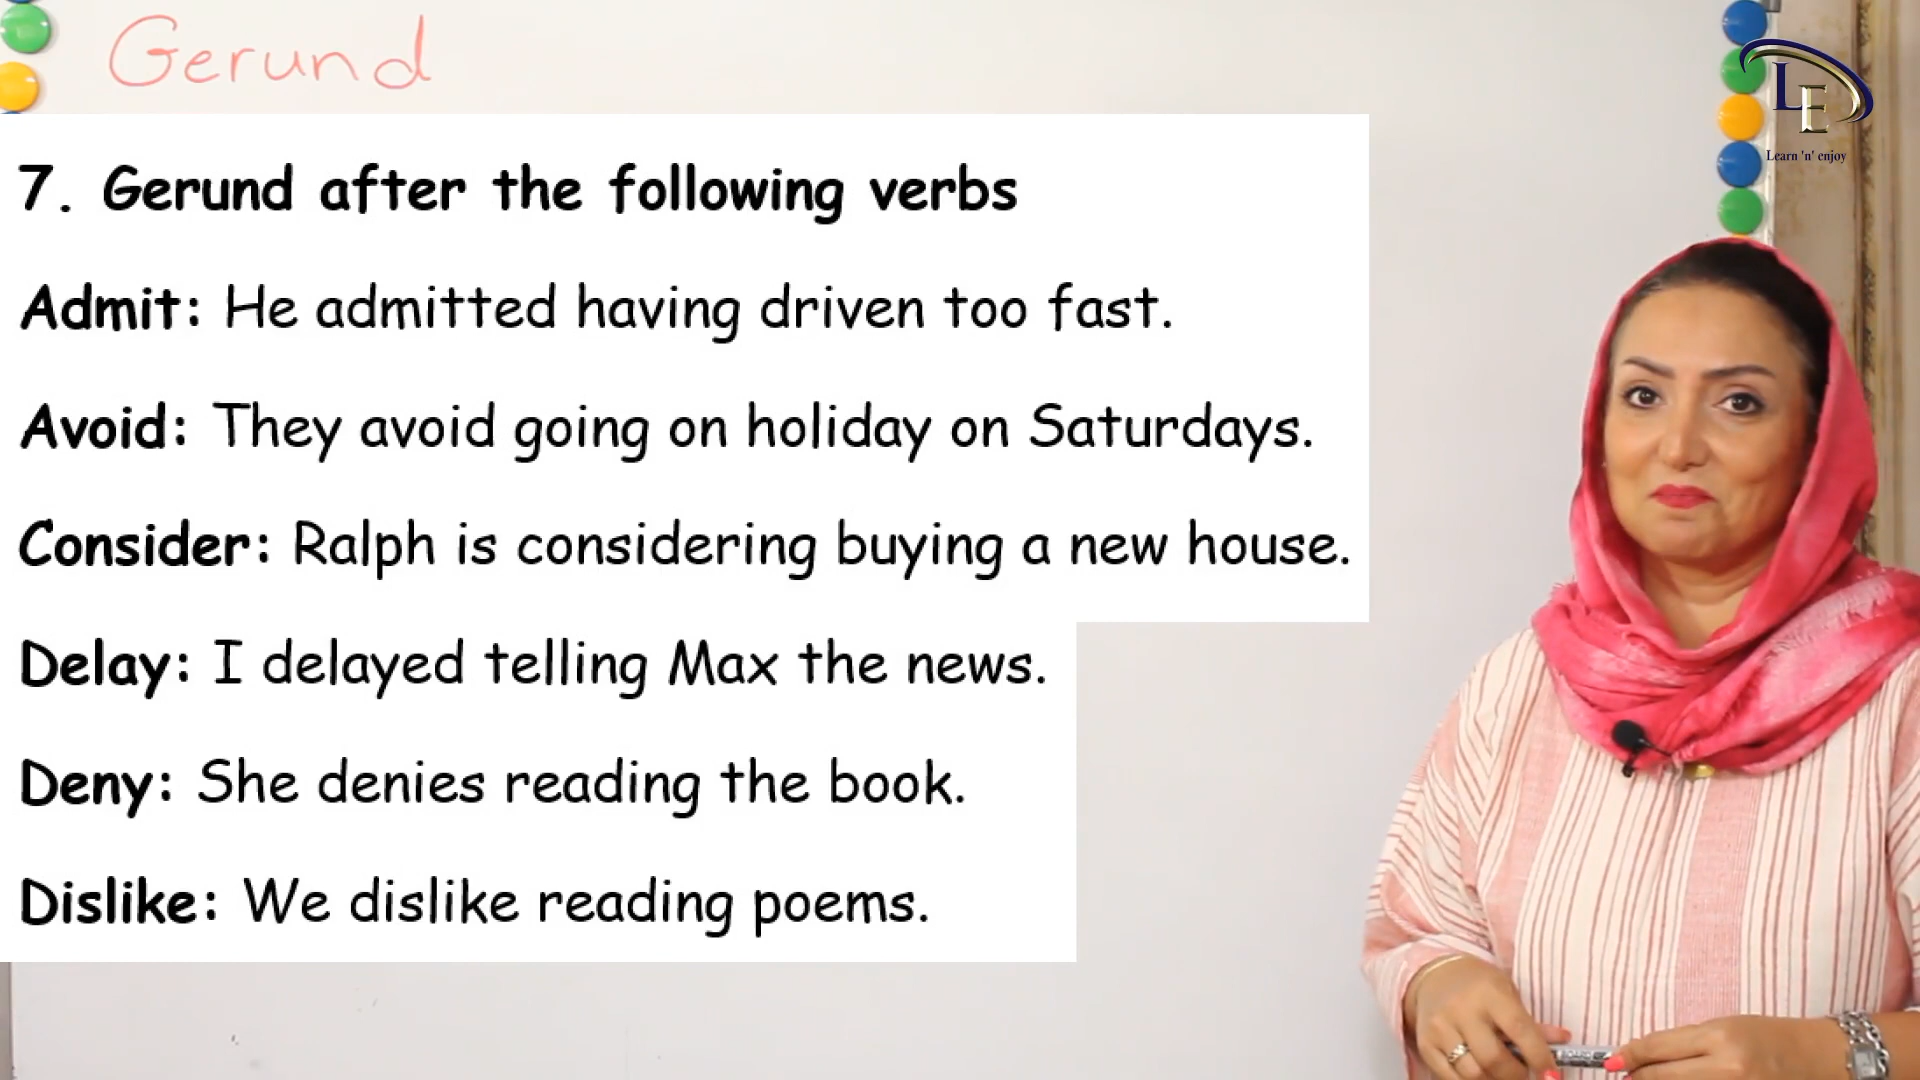 Gerund
LE
Learn 'n' enjoy
7. Gerund after the following verbs
Admit: He admitted having driven too fast.
Avoid: They avoid going on holiday on Saturdays.
Consider: Ralph is considering buying a new house.
Delay: I delayed telling Max the news.
Deny: She denies reading the book.
Dislike: We dislike reading poems.